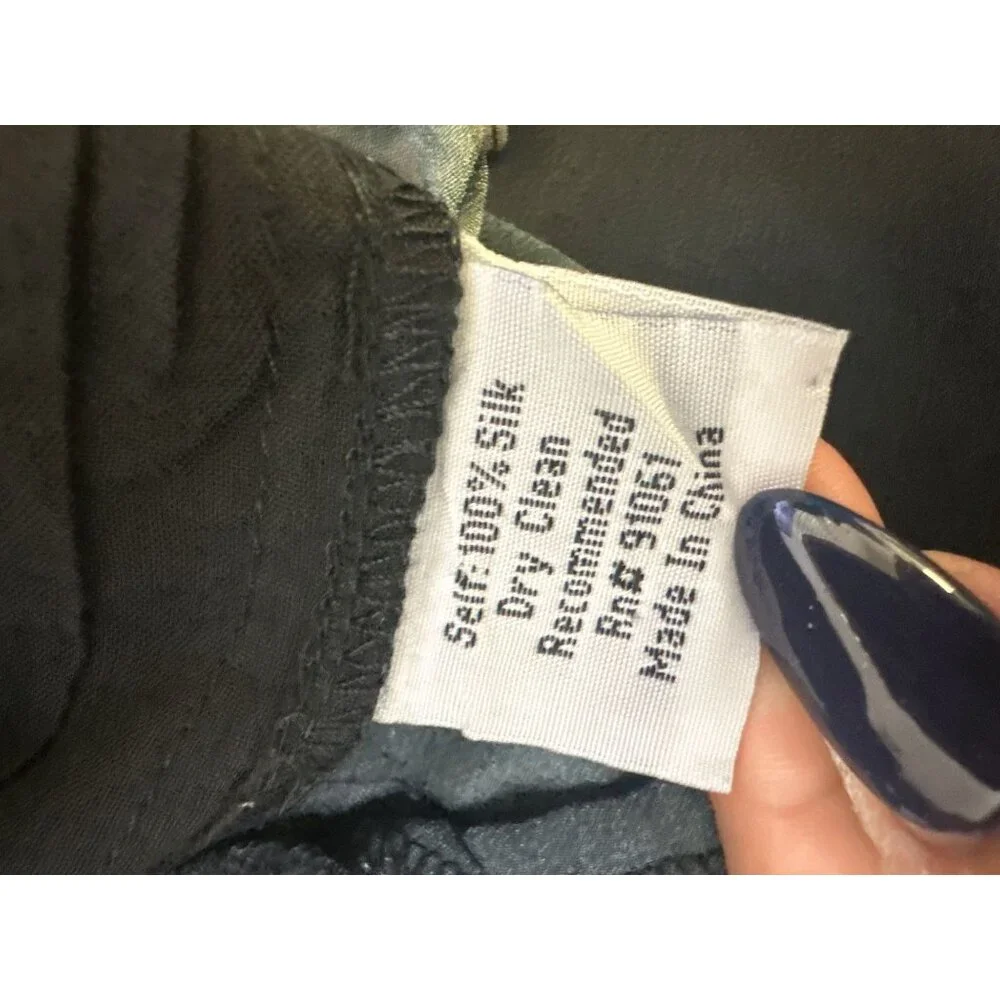 Self:100% Silk
Dry Clean
Recommended
Rn# 91061
Made In China